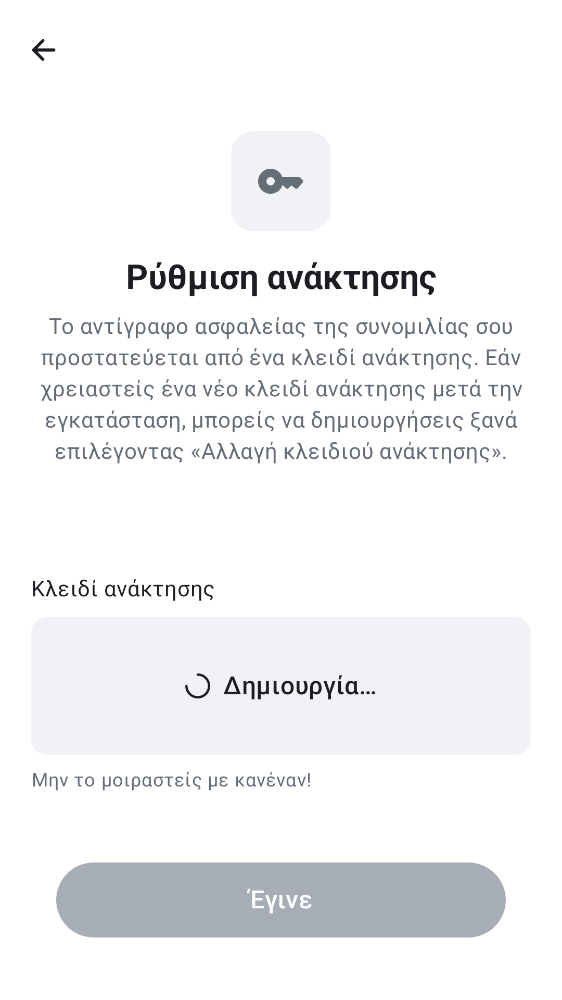 Ρύθμιση ανάκτησης
Το αντίγραφο ασφαλείας της συνομιλίας σου
προστατεύεται από ένα κλειδί ανάκτησης. Εάν
χρειαστείς ένα νέο κλειδί ανάκτησης μετά την
εγκατάσταση, μπορείς να δημιουργήσεις ξανά
επιλέγοντας «Αλλαγή κλειδιού ανάκτησης».
Κλειδί ανάκτησης
Δημιουργία…
Μην το μοιραστείς με κανέναν!
Έγινε